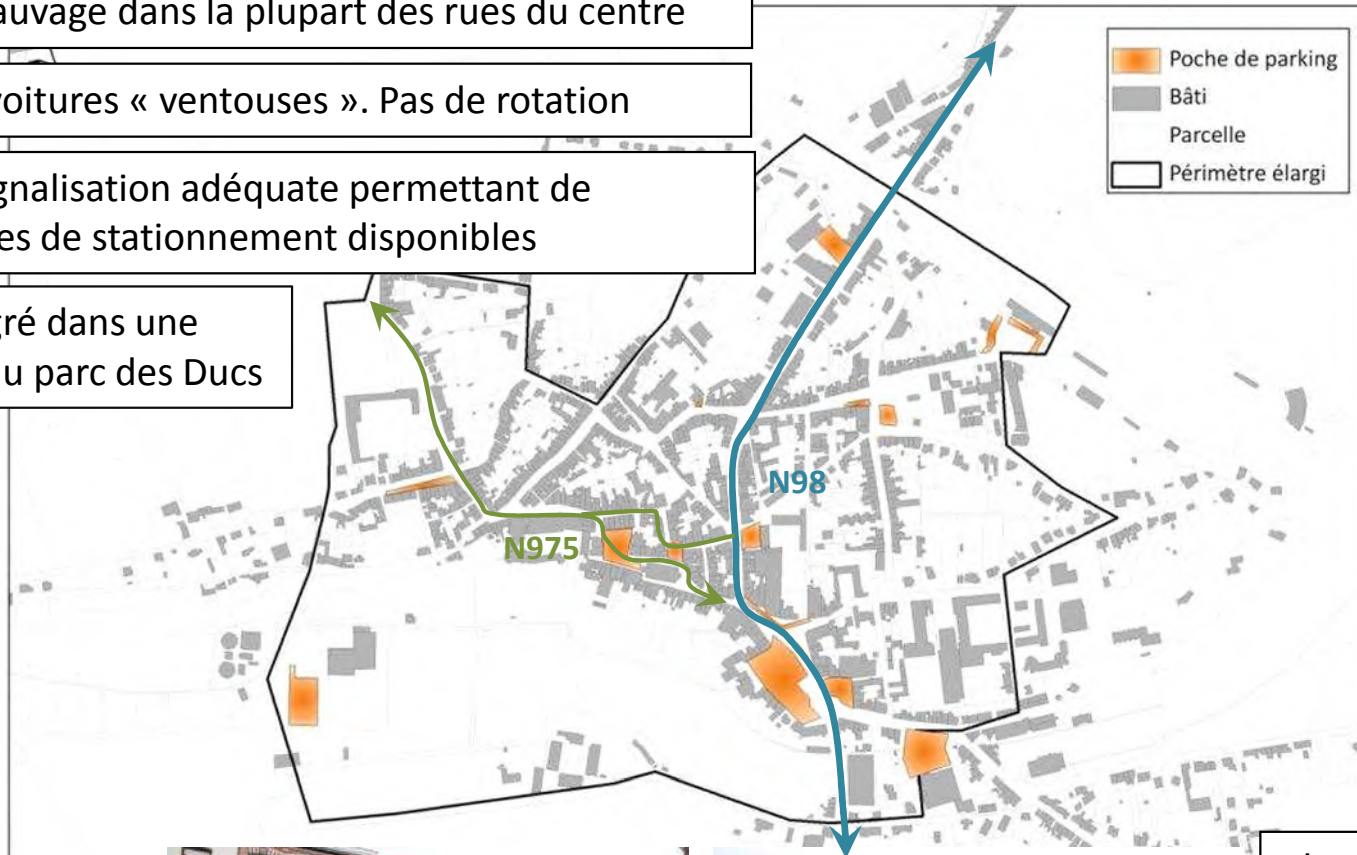 auvage dans la plupart des rues du centre
voitures « ventouses ». Pas de rotation
gnalisation adéquate permettant de
es de stationnement disponibles
gré dans une
u parc des Ducs
Poche de parking
Bâti
Parcelle
Périmètre élargi
N98
N975